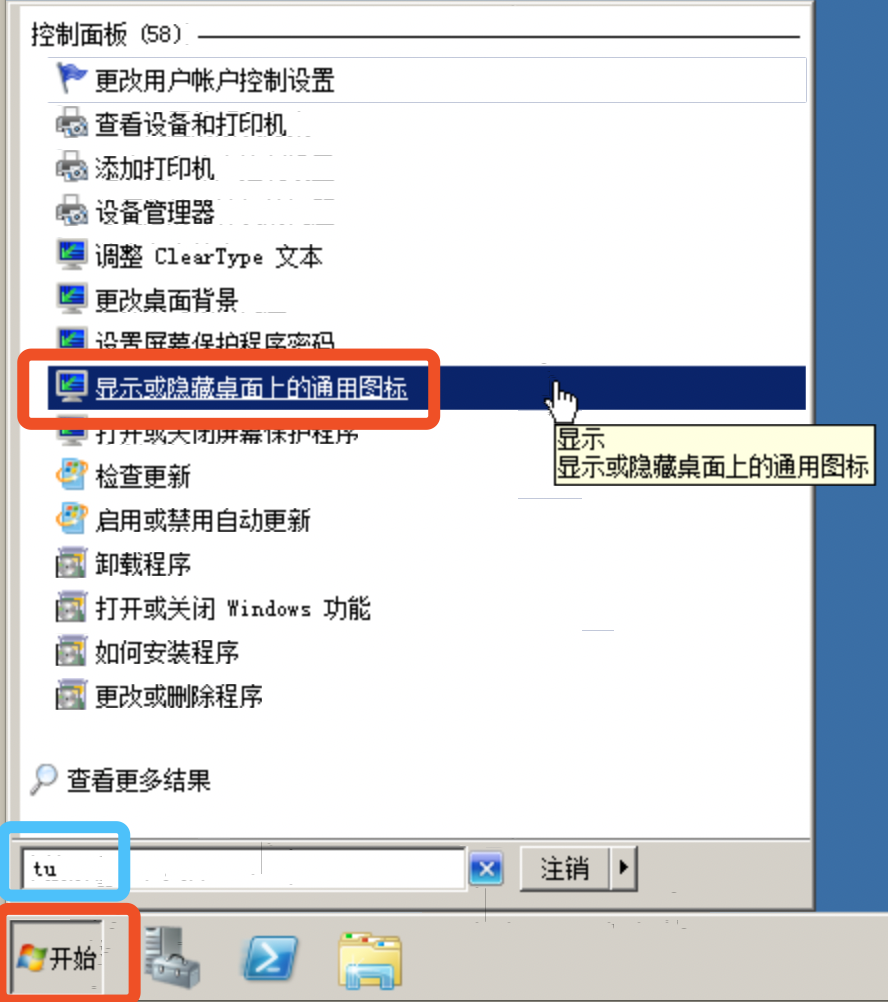 控制面板 (58)
更改用户帐户控制设置
查看设备和打印机
添加打印机
设备管理器
调整 ClearType 文本
更改桌面背景
设置屏幕保护程序密码
显示或隐藏桌面上的通用图标
打开或关闭屏幕保护程序
显示
显示或隐藏桌面上的通用图标
检查更新
启用或禁用自动更新
卸载程序
打开或关闭 Windows 功能
如何安装程序
更改或删除程序
查看更多结果
tu
注销
开始